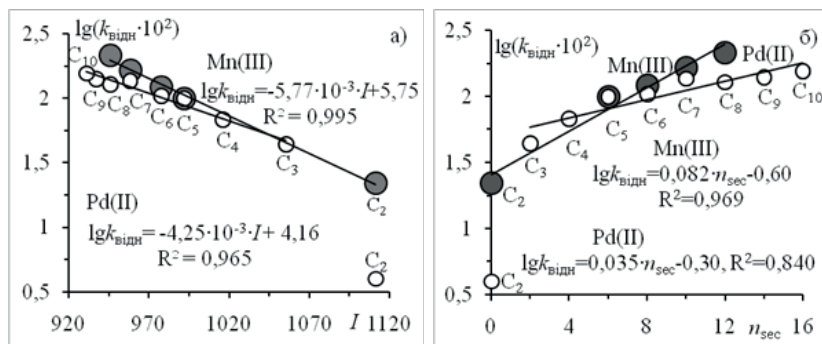 lg(kвідн·10²)
а)
2,5
2
1,5
1
0,5
C₁₀
C₉
C₈
C₇
C₆
C₅
C₄
C₃
C₂
C₂
Mn(III)
lgkвідн=-5,77·10⁻³·I+5,75
R² = 0,995
Pd(II)
lgkвідн= -4,25·10⁻³·I+ 4,16
R² = 0,965
920 970 1020 1070 I 1120
lg(kвідн·10²)
б)
2,5
2
1,5
1
0,5
Mn(III)
Pd(II)
C₂
C₃
C₄
C₅
C₆
C₇
C₈
C₉
C₁₀
Mn(III)
lgkвідн=0,082·nsec-0,60
R²=0,969
Pd(II)
lgkвідн=0,035·nsec-0,30, R²=0,840
C₂
0 4 8 12 nsec 16